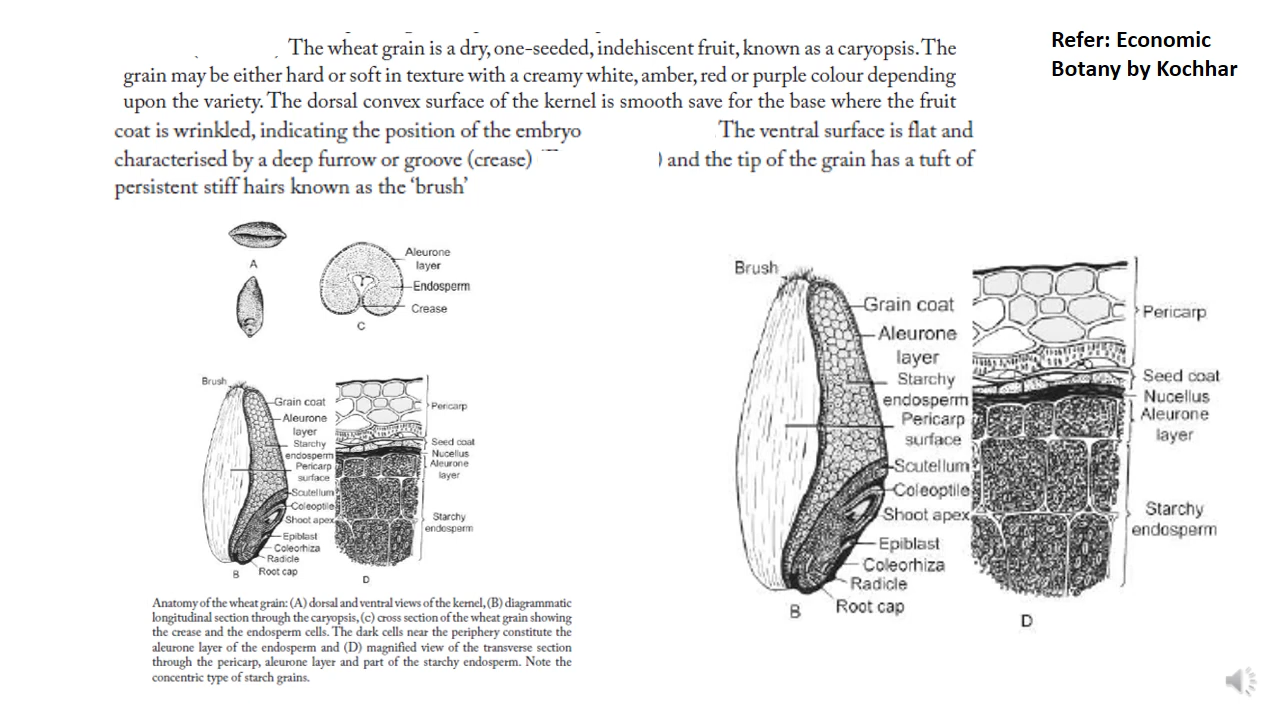 The wheat grain is a dry, one-seeded, indehiscent fruit, known as a caryopsis. The
grain may be either hard or soft in texture with a creamy white, amber, red or purple colour depending
upon the variety. The dorsal convex surface of the kernel is smooth save for the base where the fruit
coat is wrinkled, indicating the position of the embryo The ventral surface is flat and
characterised by a deep furrow or groove (crease) ) and the tip of the grain has a tuft of
persistent stiff hairs known as the ‘brush’
Refer: Economic
Botany by Kochhar
A
Aleurone
layer
Endosperm
Crease
C
Brush
Grain coat
Aleurone
layer
Starchy
endosperm
Pericarp
surface
Scutellum
Coleoptile
Shoot apex
Epiblast
Coleorhiza
Radicle
Root cap
B
Pericarp
Seed coat
Nucellus
Aleurone
layer
Starchy
endosperm
D
Anatomy of the wheat grain: (A) dorsal and ventral views of the kernel, (B) diagrammatic
longitudinal section through the caryopsis, (c) cross section of the wheat grain showing
the crease and the endosperm cells. The dark cells near the periphery constitute the
aleurone layer of the endosperm and (D) magnified view of the transverse section
through the pericarp, aleurone layer and part of the starchy endosperm. Note the
concentric type of starch grains.
Brush
Grain coat
Aleurone
layer
Starchy
endosperm
Pericarp
surface
Scutellum
Coleoptile
Shoot apex
Epiblast
Coleorhiza
Radicle
Root cap
B
Pericarp
Seed coat
Nucellus
Aleurone
layer
Starchy
endosperm
D